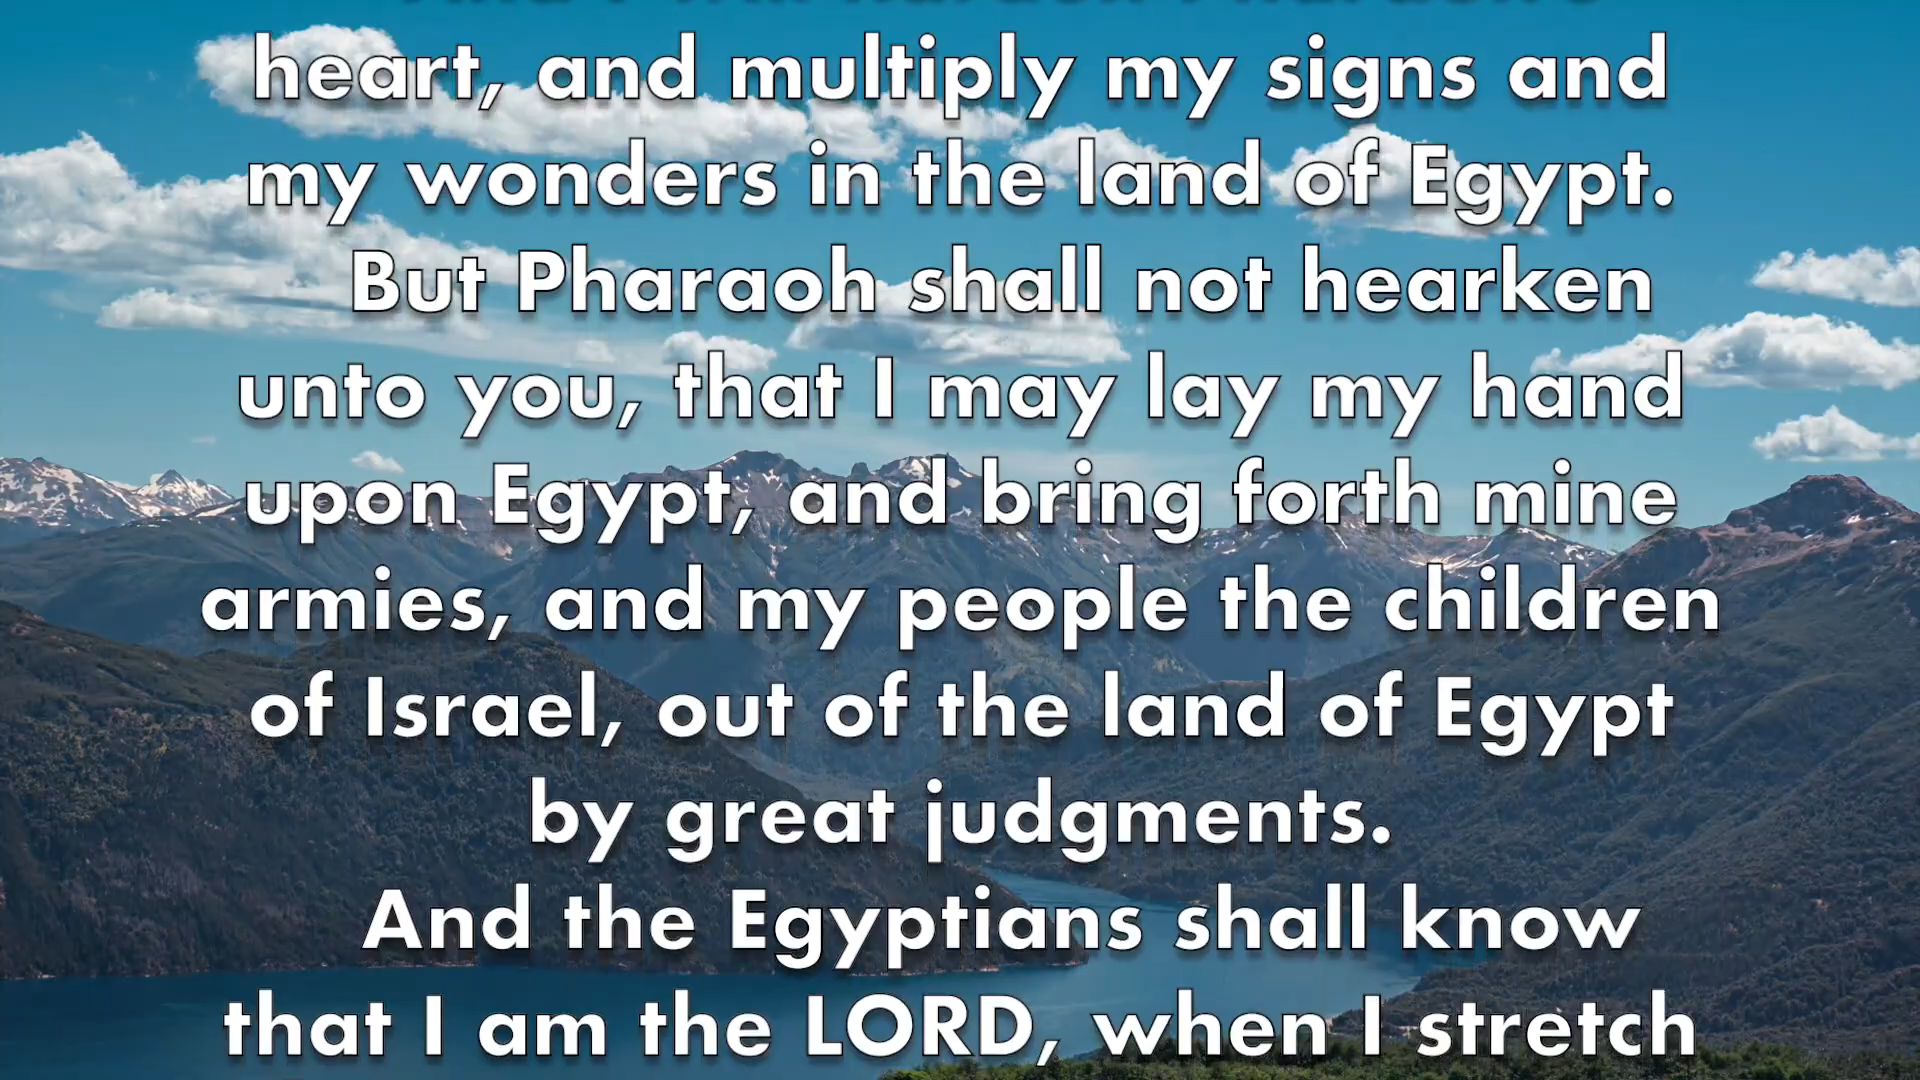 heart, and multiply my signs and
my wonders in the land of Egypt.
But Pharaoh shall not hearken
unto you, that I may lay my hand
upon Egypt, and bring forth mine
armies, and my people the children
of Israel, out of the land of Egypt
by great judgments.
And the Egyptians shall know
that I am the LORD, when I stretch